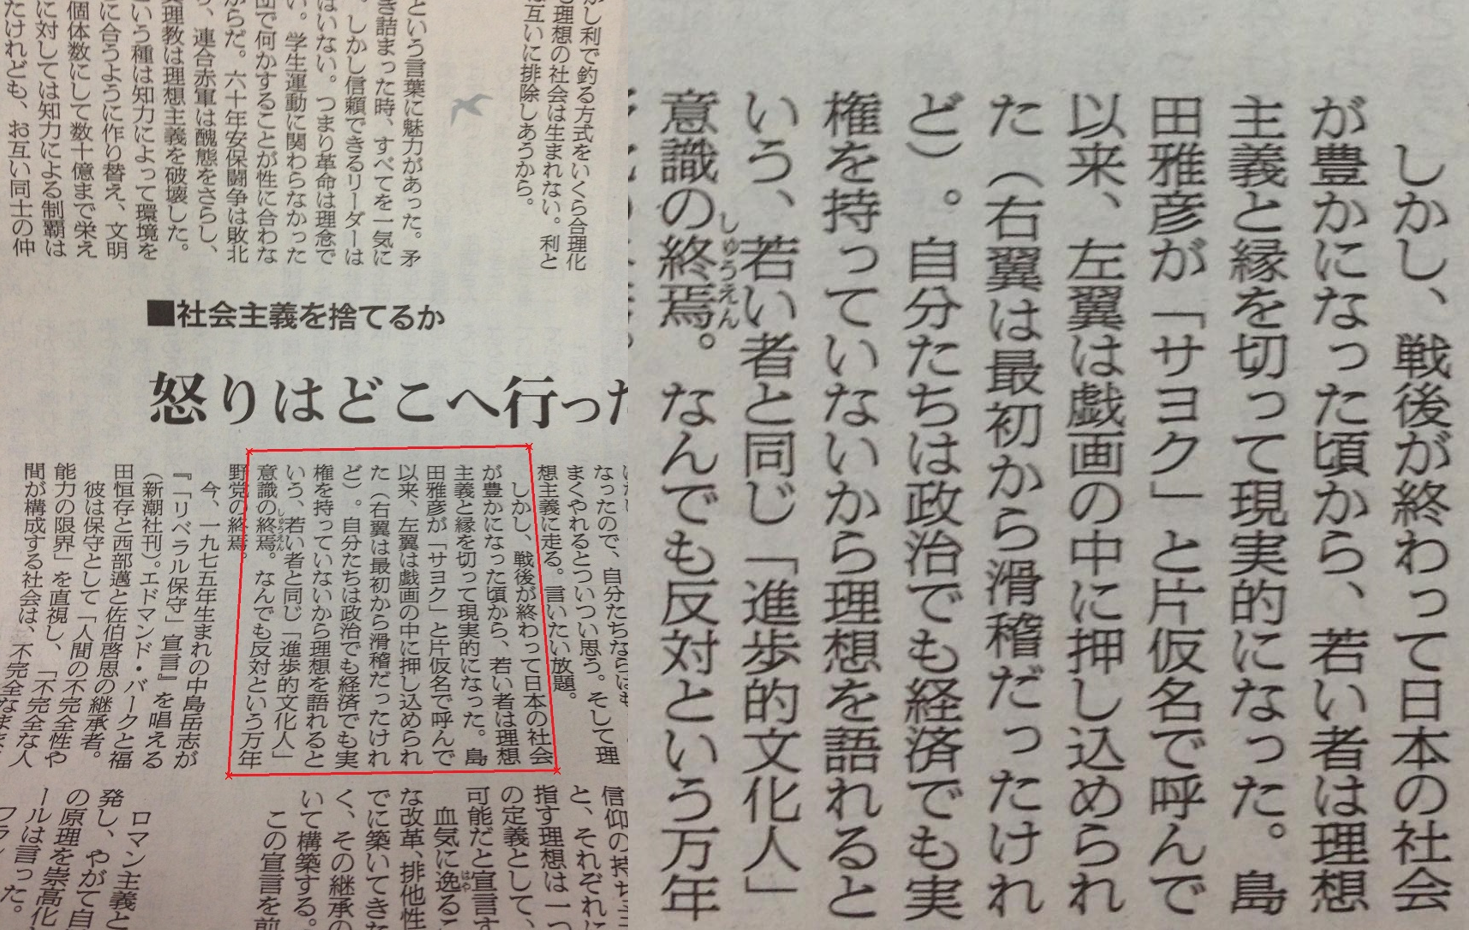 かし利で釣る方式をいくら合理化
も理想の社会は生まれない。利と
は互いに排除しあうから。
という言葉に魅力があった。矛
き詰まった時、すべてを一気に
。しかし信頼できるリーダーは
はいない。つまり革命は理念で
い。学生運動に関わらなかった
団で何かすることが性に合わな
からだ。六十年安保闘争は敗北
、連合赤軍は醜態をさらし、
真理教は理想主義を破壊した。
いう種は知力によって環境を
に合うように作り替え、文明
個体数にして数十億まで栄え
に対しては知力による制覇は
たけれども、お互い同士の仲
■社会主義を捨てるか
怒りはどこへ行った
なったので、自分たちならばも
まくやれるとついつい思う。そして理
想主義に走る。言いたい放題。
しかし、戦後が終わって日本の社会
が豊かになった頃から、若い者は理想
主義と縁を切って現実的になった。島
田雅彦が「サヨク」と片仮名で呼んで
以来、左翼は戯画の中に押し込められ
た（右翼は最初から滑稽だったけれ
ど）。自分たちは政治でも経済でも実
権を持っていないから理想を語れると
いう、若い者と同じ「進歩的文化人」
意識の終焉。なんでも反対という万年
しゅうえん
野党の終焉。
今、一九七五年生まれの中島岳志が
『「リベラル保守」宣言』を唱える
（新潮社刊）。エドマンド・バークと福
田恒存と西部邁と佐伯啓思の継承者。
彼は保守として「人間の不完全性や
能力の限界」を直視し、「不完全な人
間が構成する社会は、不完全なまま
信仰の持ち
と、それぞれに
指す理想は一つ
の定義として、
可能だと宣言す
血気に逸るこ
はや
な改革、排他性
でに築いてきた
く、その継承の
いて構築する。
この宣言を前
ロマン主義と
発し、やがて自
の原理を崇高化
ールは言った。
フラン
しかし、戦後が終わって日本の社会
が豊かになった頃から、若い者は理想
主義と縁を切って現実的になった。島
田雅彦が「サヨク」と片仮名で呼んで
以来、左翼は戯画の中に押し込められ
た（右翼は最初から滑稽だったけれ
ど）。自分たちは政治でも経済でも実
権を持っていないから理想を語れると
いう、若い者と同じ「進歩的文化人」
意識の終焉。なんでも反対という万年
しゅうえん